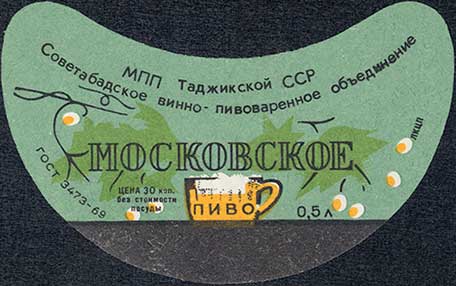 МПП Таджикской ССР
Советабадское винно-пивоваренное объединение
МОСКОВСКОЕ
ГОСТ 3473-69
ЦЕНА 30 коп.
без стоимости
посуды
ПИВО
0,5 л
ЛКЦП